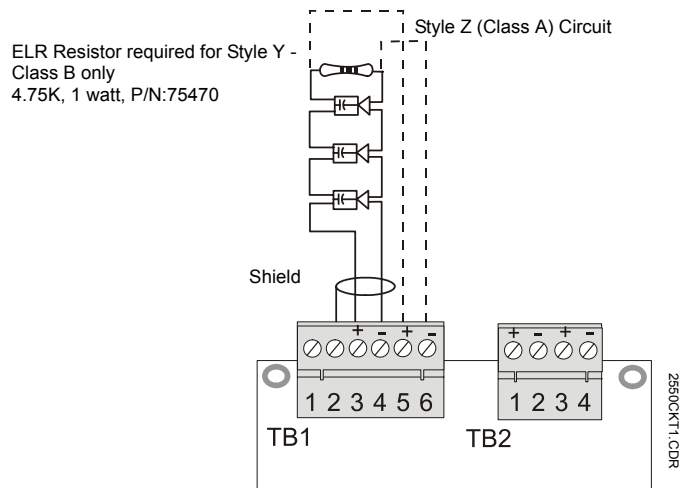 Style Z (Class A) Circuit
ELR Resistor required for Style Y -
Class B only
4.75K, 1 watt, P/N:75470
Shield
+ - + -
+ - + -
1 2 3 4 5 6
1 2 3 4
TB1
TB2
2550CKT1.CDR